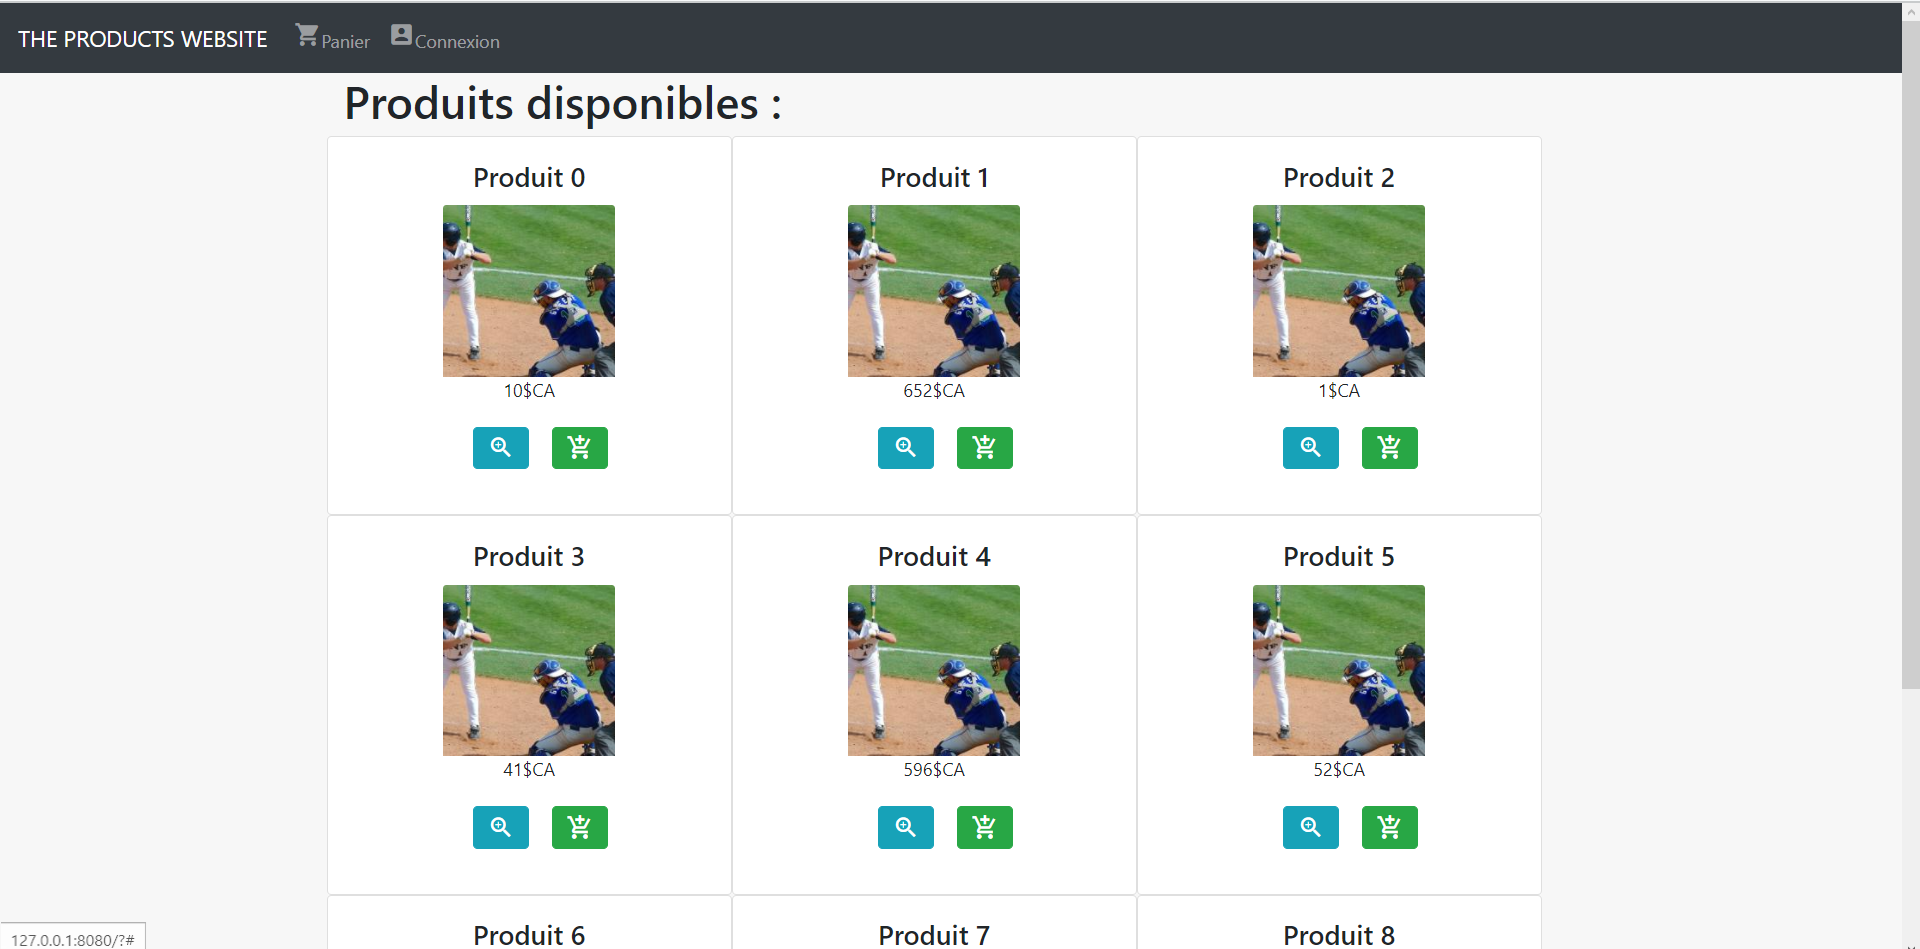 THE PRODUCTS WEBSITE Panier Connexion
Produits disponibles :
Produit 0
10$CA
Produit 1
652$CA
Produit 2
1$CA
Produit 3
41$CA
Produit 4
596$CA
Produit 5
52$CA
Produit 6
Produit 7
Produit 8
127.0.0.1:8080/?#